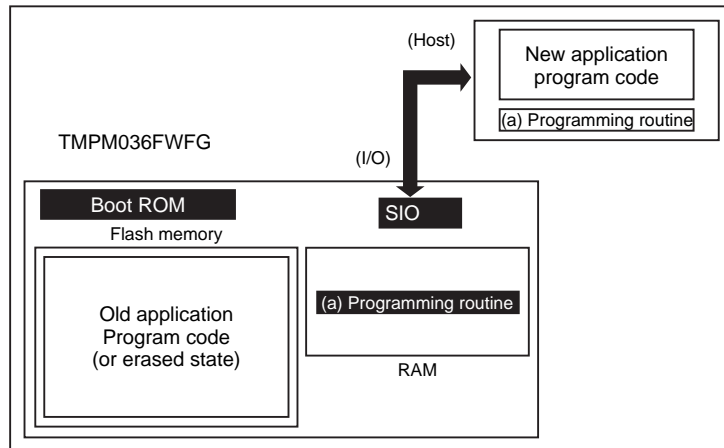 (Host)
New application
program code
(a) Programming routine
TMPM036FWFG
(I/O)
Boot ROM
SIO
Flash memory
Old application
Program code
(or erased state)
(a) Programming routine
RAM